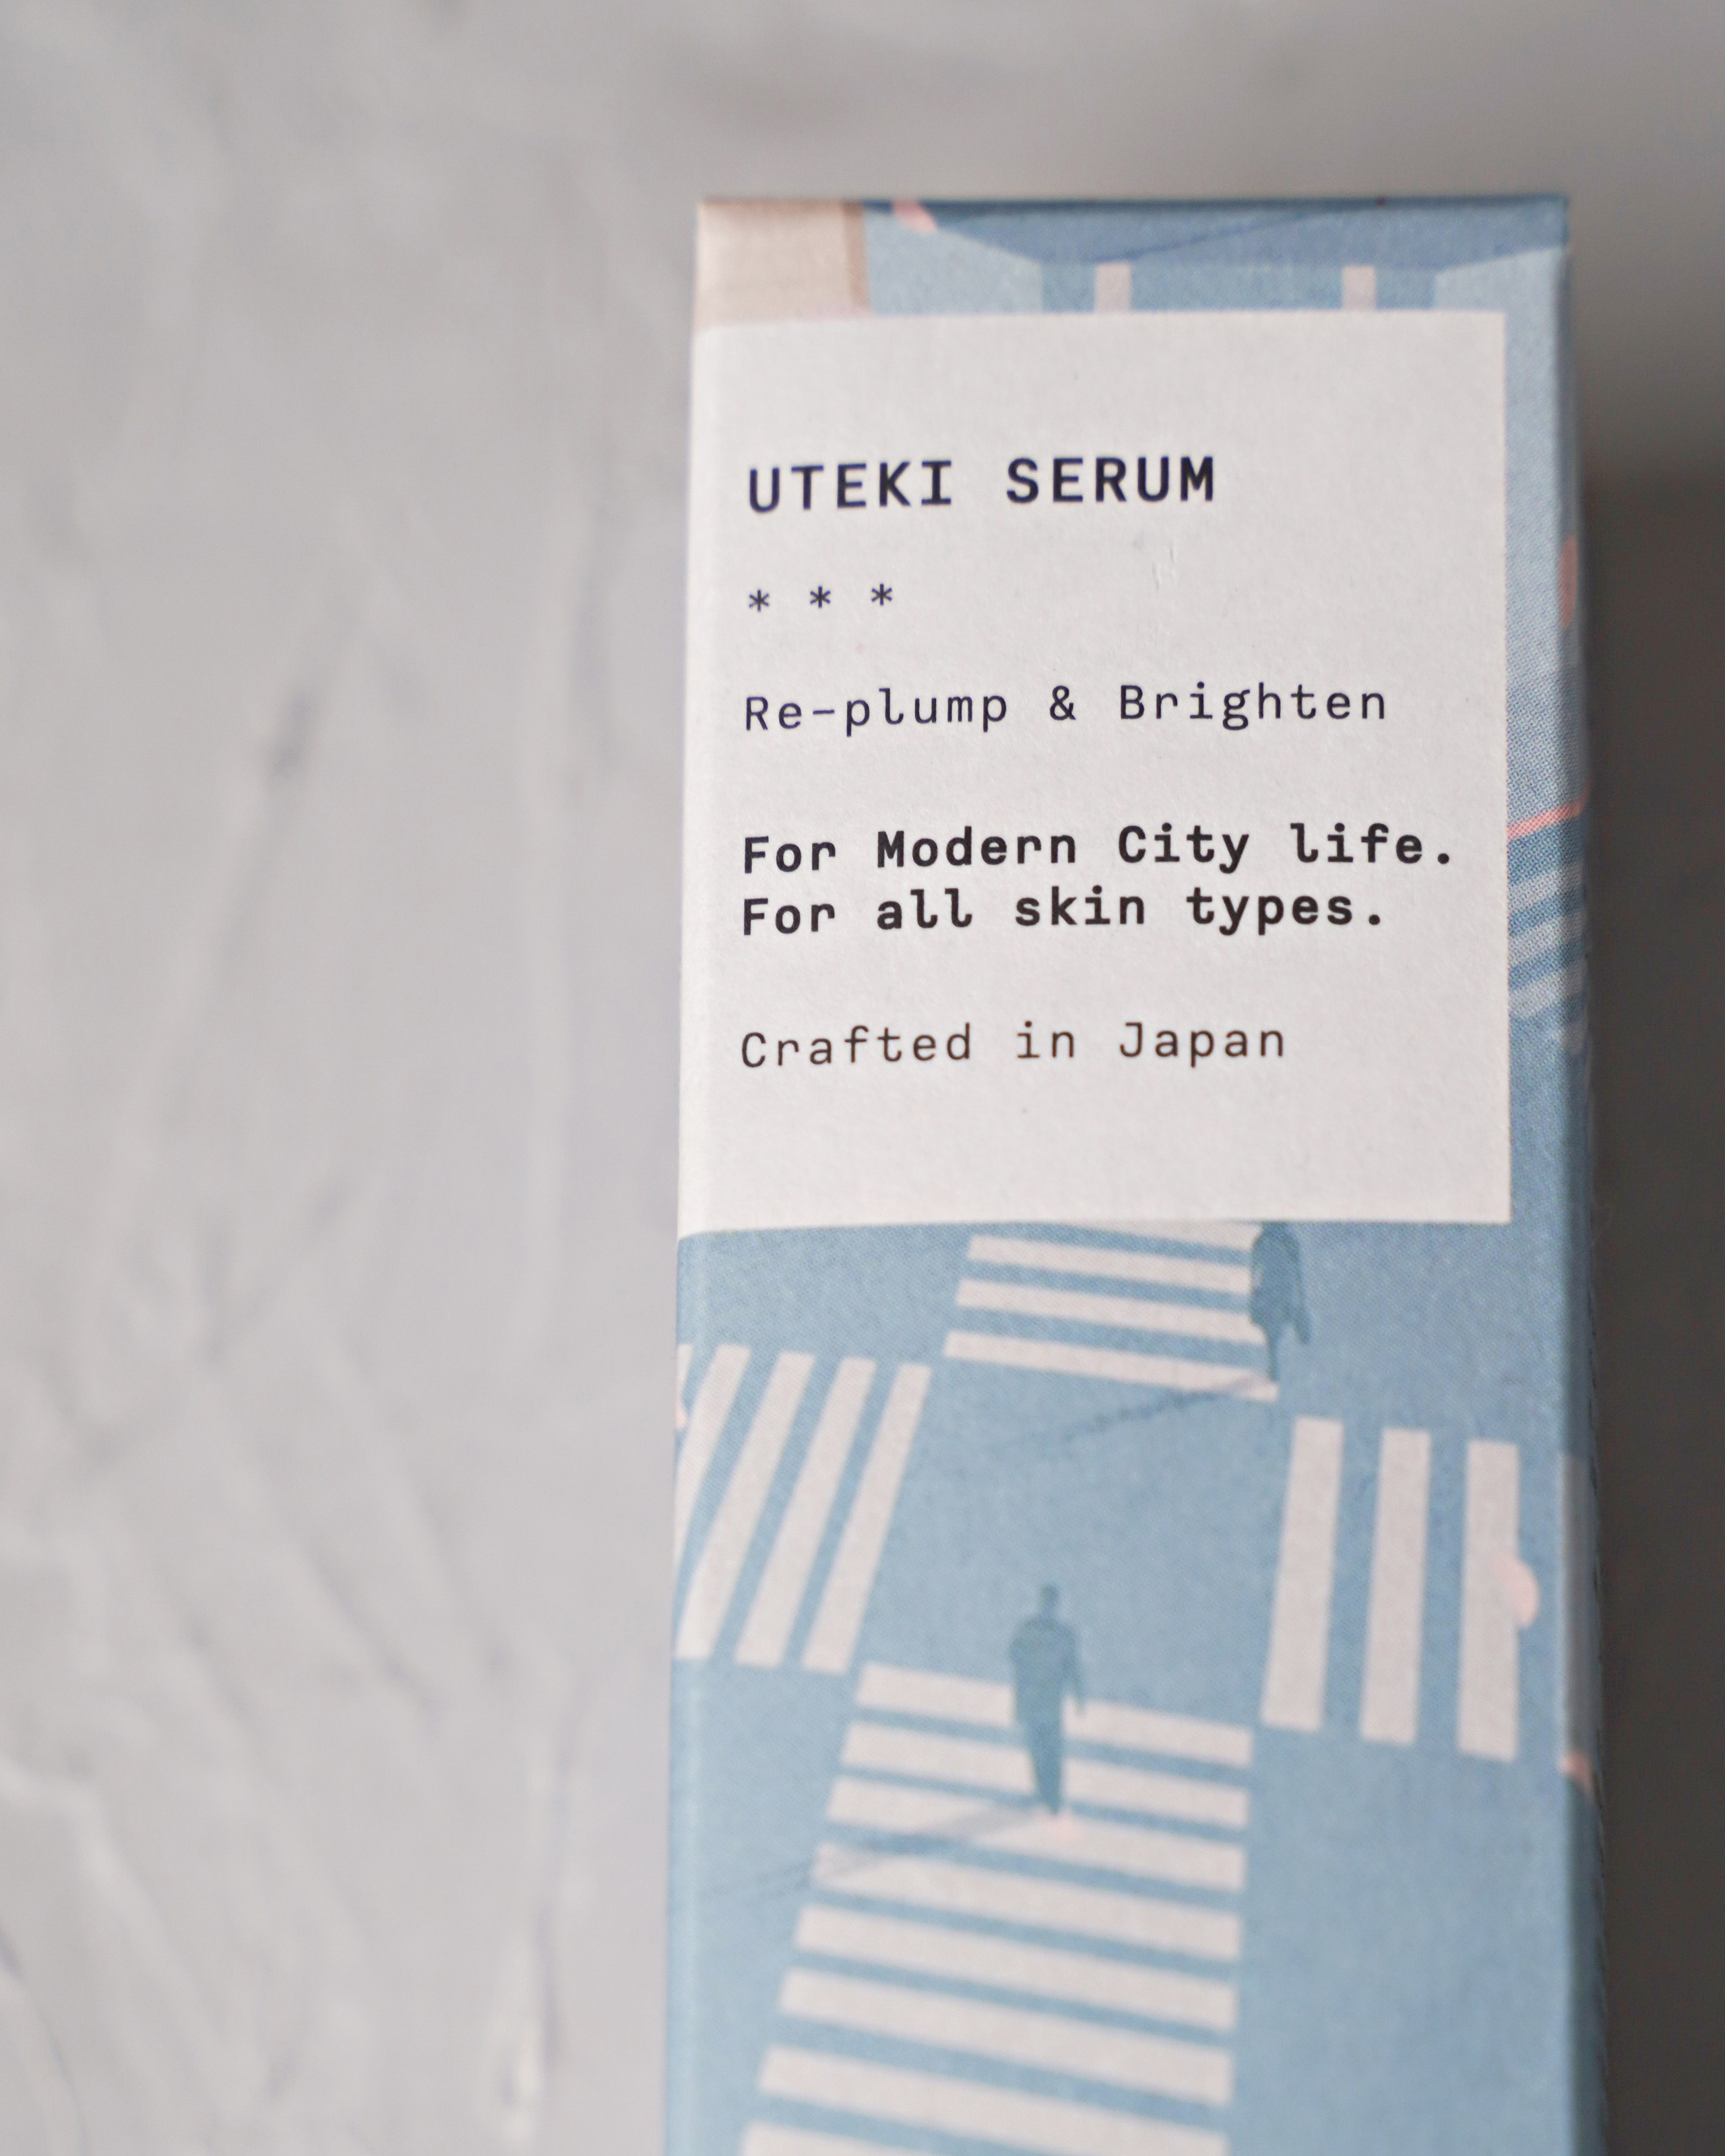 UTEKI SERUM
* * *
Re-plump & Brighten
For Modern City life.
For all skin types.
Crafted in Japan